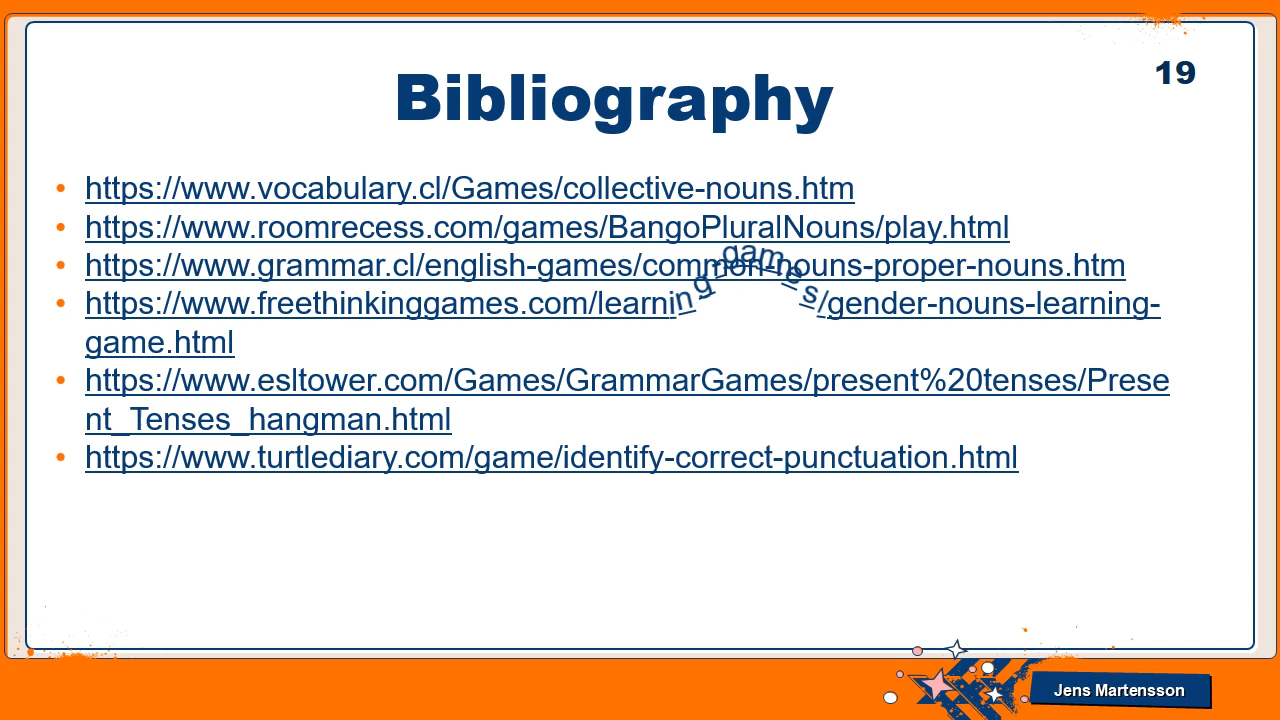 19
Bibliography
• https://www.vocabulary.cl/Games/collective-nouns.htm
• https://www.roomrecess.com/games/BangoPluralNouns/play.html
• https://www.grammar.cl/english-games/common-nouns-proper-nouns.htm
• https://www.freethinkinggames.com/learning-games/gender-nouns-learning-
game.html
• https://www.esltower.com/Games/GrammarGames/present%20tenses/Prese
nt_Tenses_hangman.html
• https://www.turtlediary.com/game/identify-correct-punctuation.html
Jens Martensson